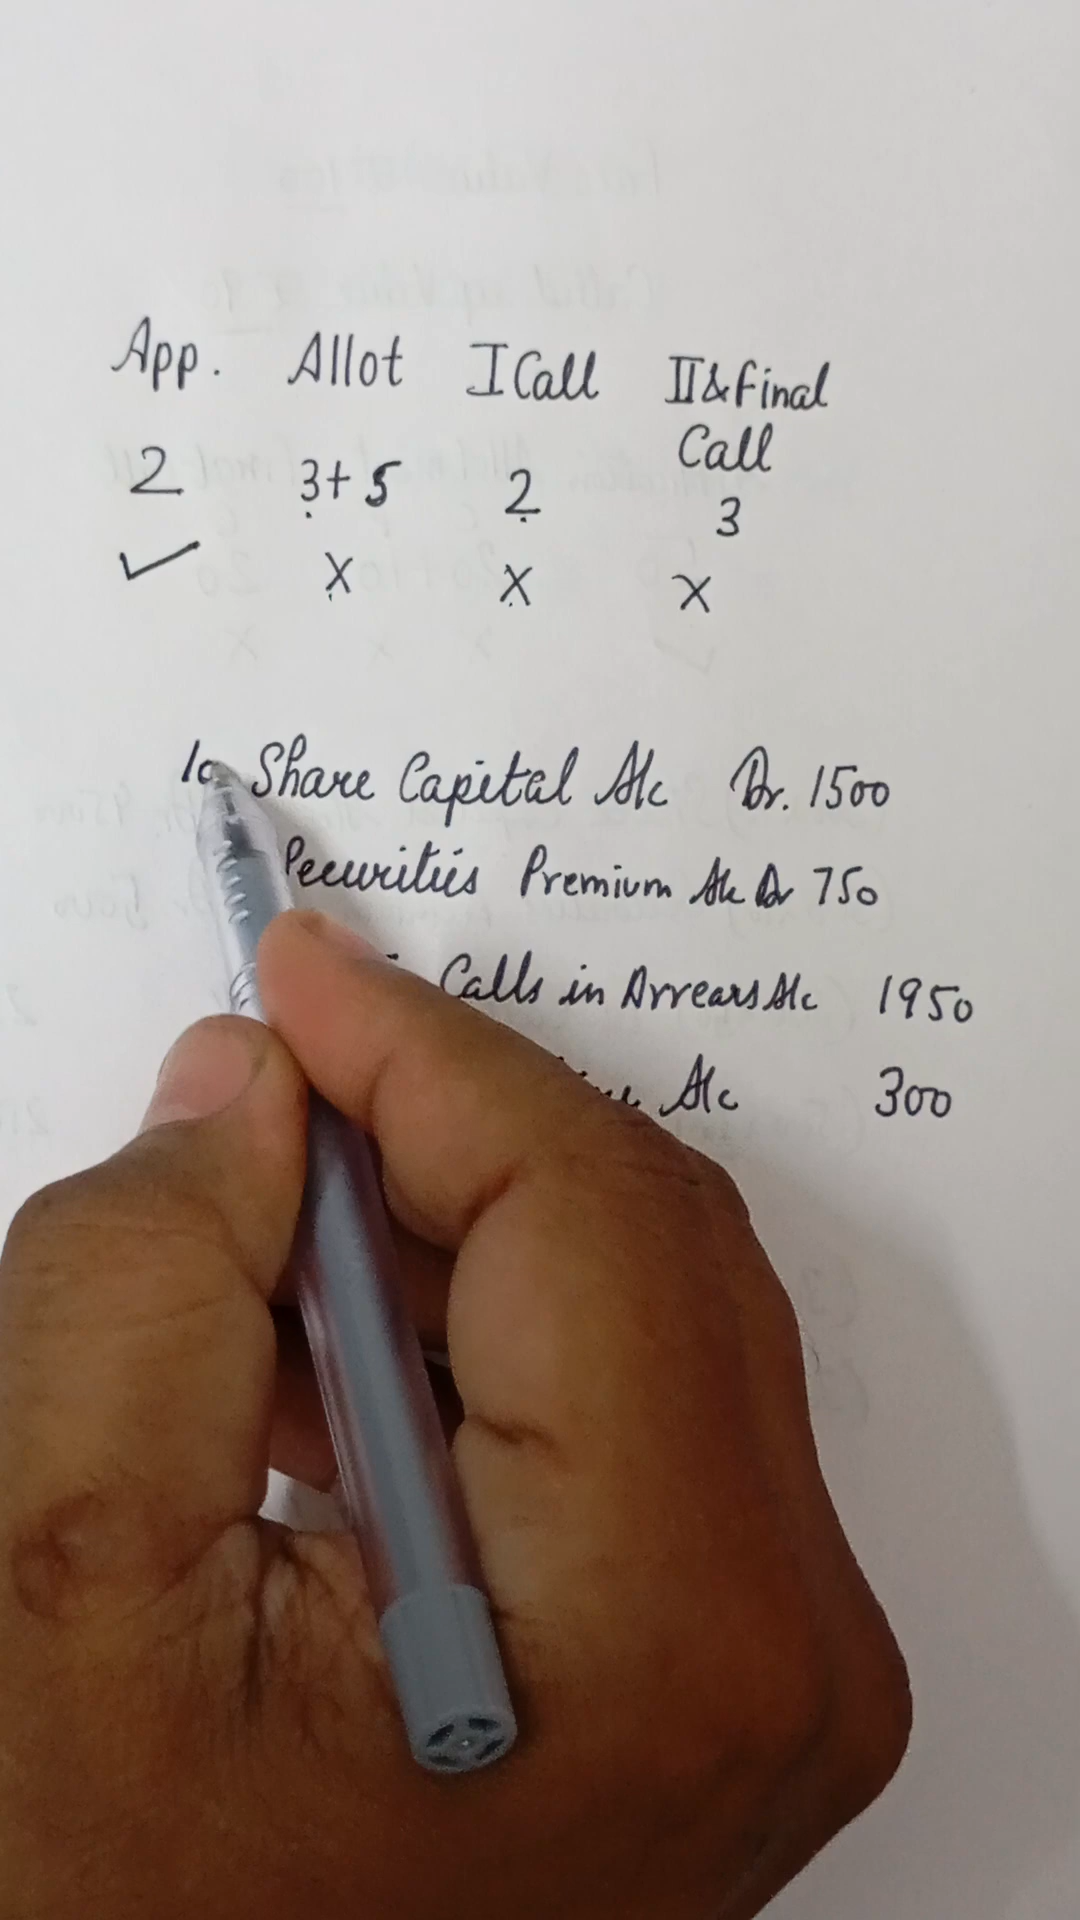 App. Allot I Call II & Final
Call
2 3+5 2 3
✓ X X X
10 Share Capital A/c Dr. 1500
Securities Premium A/c Dr 750
Calls in Arrears A/c 1950
A/c 300